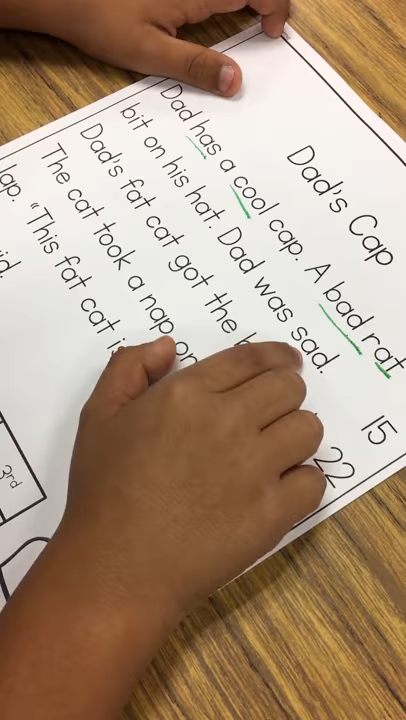 Dad's Cap
Dad has a cool cap. A bad rat
bit on his hat. Dad was sad. 15
Dad's fat cat got the 22
The cat took a nap on
lap. "This fat cat
3rd